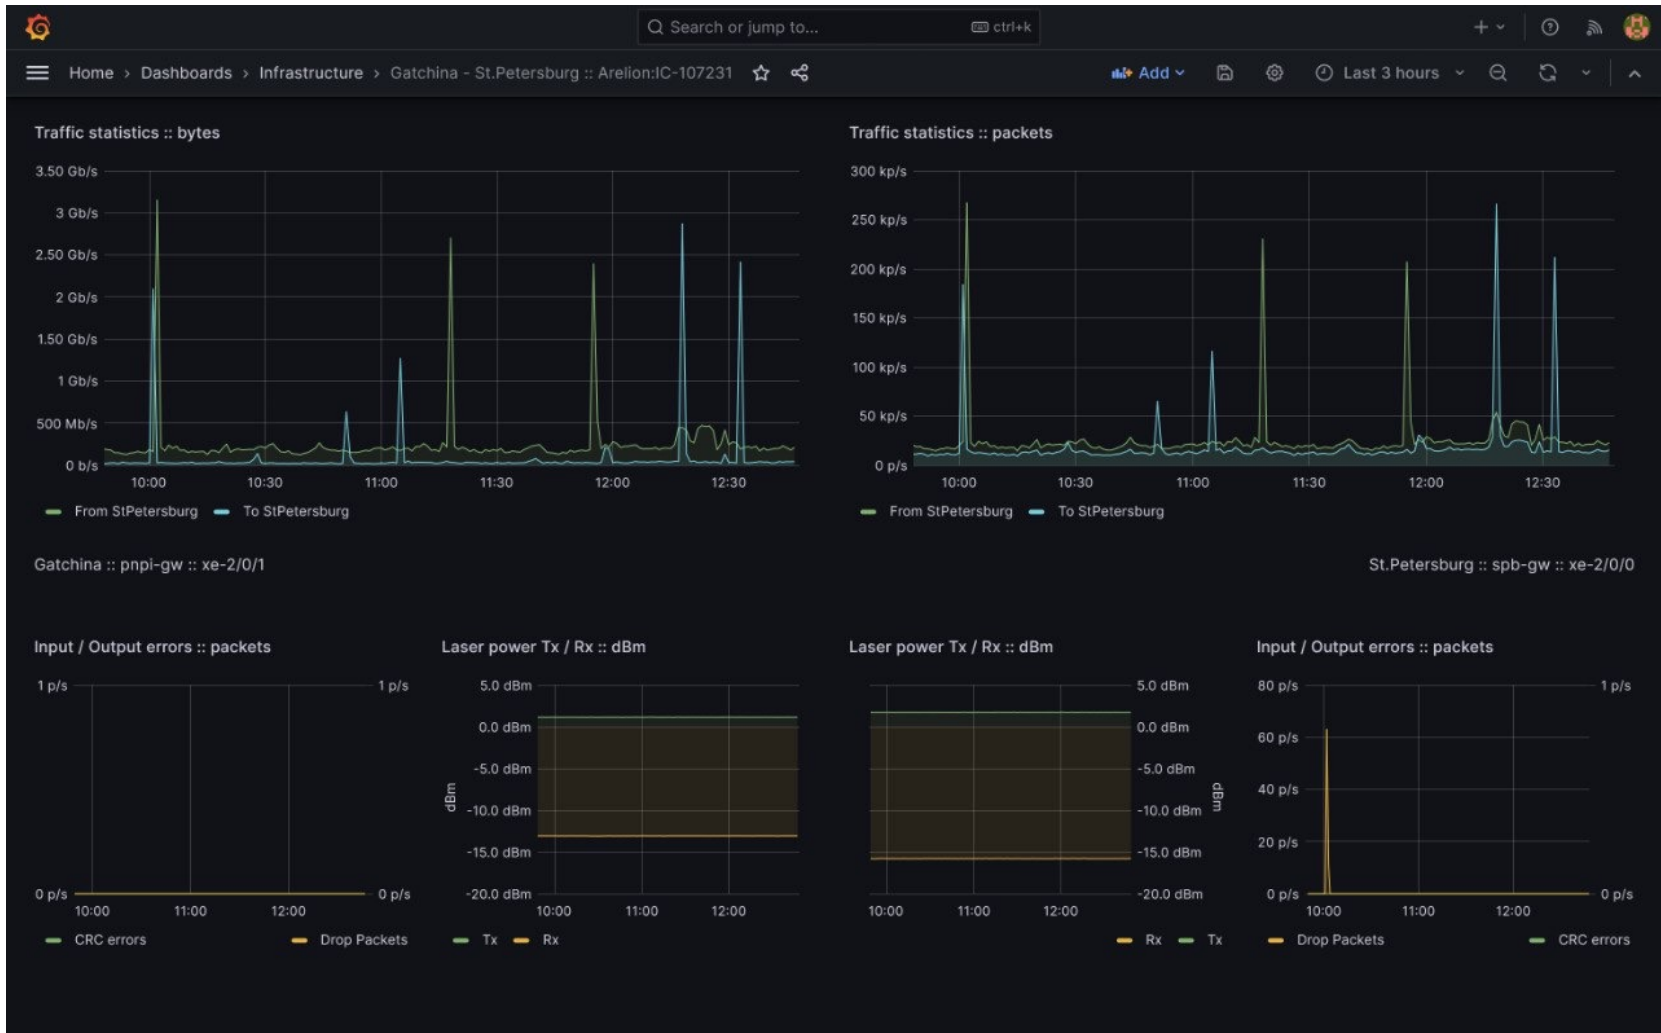 Search or jump to... ctrl+k
Home › Dashboards › Infrastructure › Gatchina - St.Petersburg :: Arelion:IC-107231
Add
Last 3 hours
Traffic statistics :: bytes
3.50 Gb/s
3 Gb/s
2.50 Gb/s
2 Gb/s
1.50 Gb/s
1 Gb/s
500 Mb/s
0 b/s
10:00 10:30 11:00 11:30 12:00 12:30
From StPetersburg To StPetersburg
Traffic statistics :: packets
300 kp/s
250 kp/s
200 kp/s
150 kp/s
100 kp/s
50 kp/s
0 p/s
10:00 10:30 11:00 11:30 12:00 12:30
From StPetersburg To StPetersburg
Gatchina :: pnpi-gw :: xe-2/0/1
St.Petersburg :: spb-gw :: xe-2/0/0
Input / Output errors :: packets
1 p/s 1 p/s
0 p/s 0 p/s
10:00 11:00 12:00
CRC errors Drop Packets
Laser power Tx / Rx :: dBm
5.0 dBm
0.0 dBm
-5.0 dBm
-10.0 dBm
-15.0 dBm
-20.0 dBm
dBm
10:00 11:00 12:00
Tx Rx
Laser power Tx / Rx :: dBm
5.0 dBm
0.0 dBm
-5.0 dBm
-10.0 dBm
-15.0 dBm
-20.0 dBm
dBm
10:00 11:00 12:00
Rx Tx
Input / Output errors :: packets
80 p/s 1 p/s
60 p/s
40 p/s
20 p/s
0 p/s 0 p/s
10:00 11:00 12:00
Drop Packets CRC errors